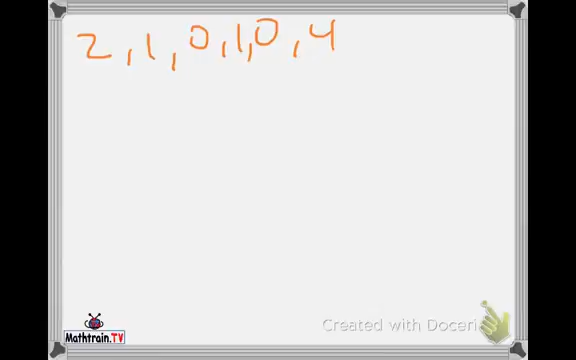 2, 1, 0, 1, 0, 4
Created with Doceri
Mathtrain.TV